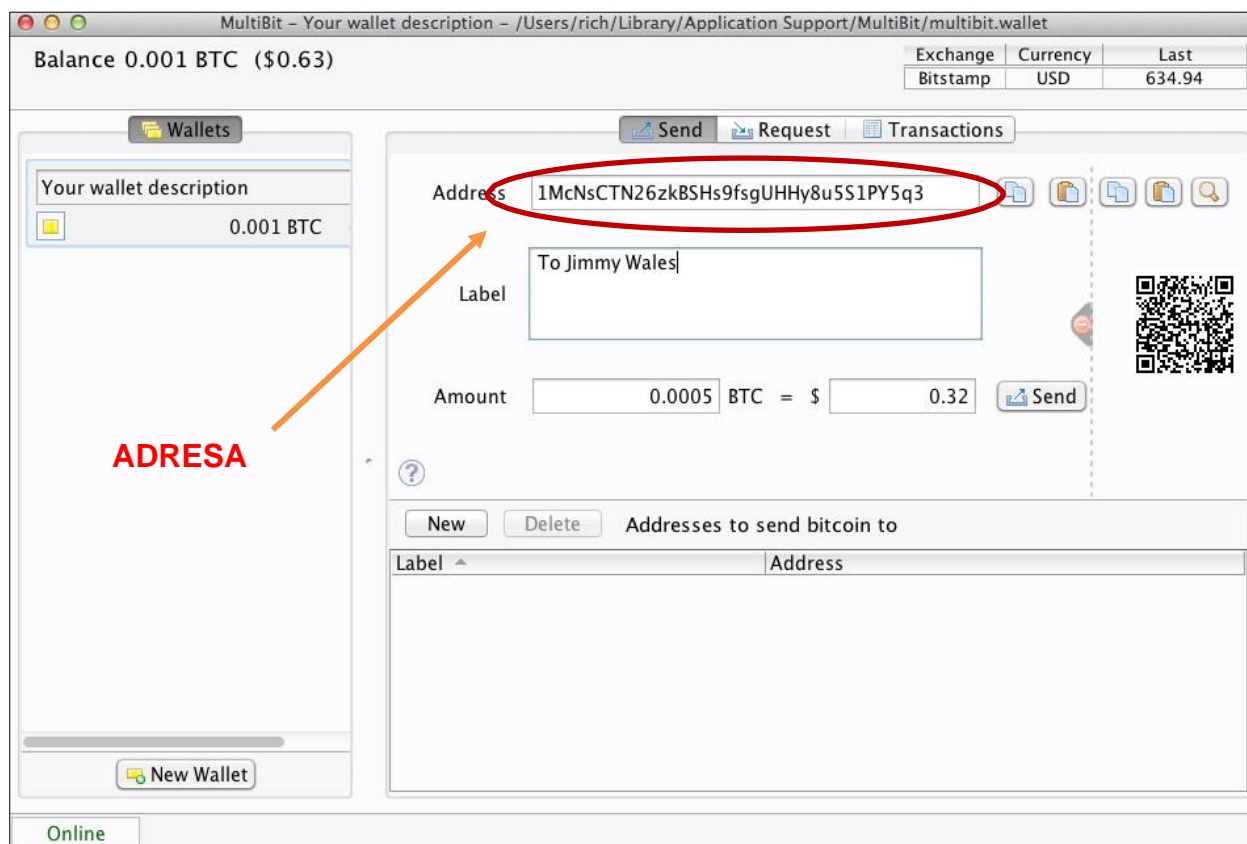 MultiBit – Your wallet description – /Users/rich/Library/Application Support/MultiBit/multibit.wallet
Balance 0.001 BTC ($0.63)
Exchange Currency Last
Bitstamp USD 634.94
Wallets
Send Request Transactions
Your wallet description
0.001 BTC
Address 1McNsCTN26zkBSHs9fsgUHHy8u5S1PY5q3
Label To Jimmy Wales
Amount 0.0005 BTC = $ 0.32 Send
ADRESA
?
New Delete Addresses to send bitcoin to
Label Address
New Wallet
Online